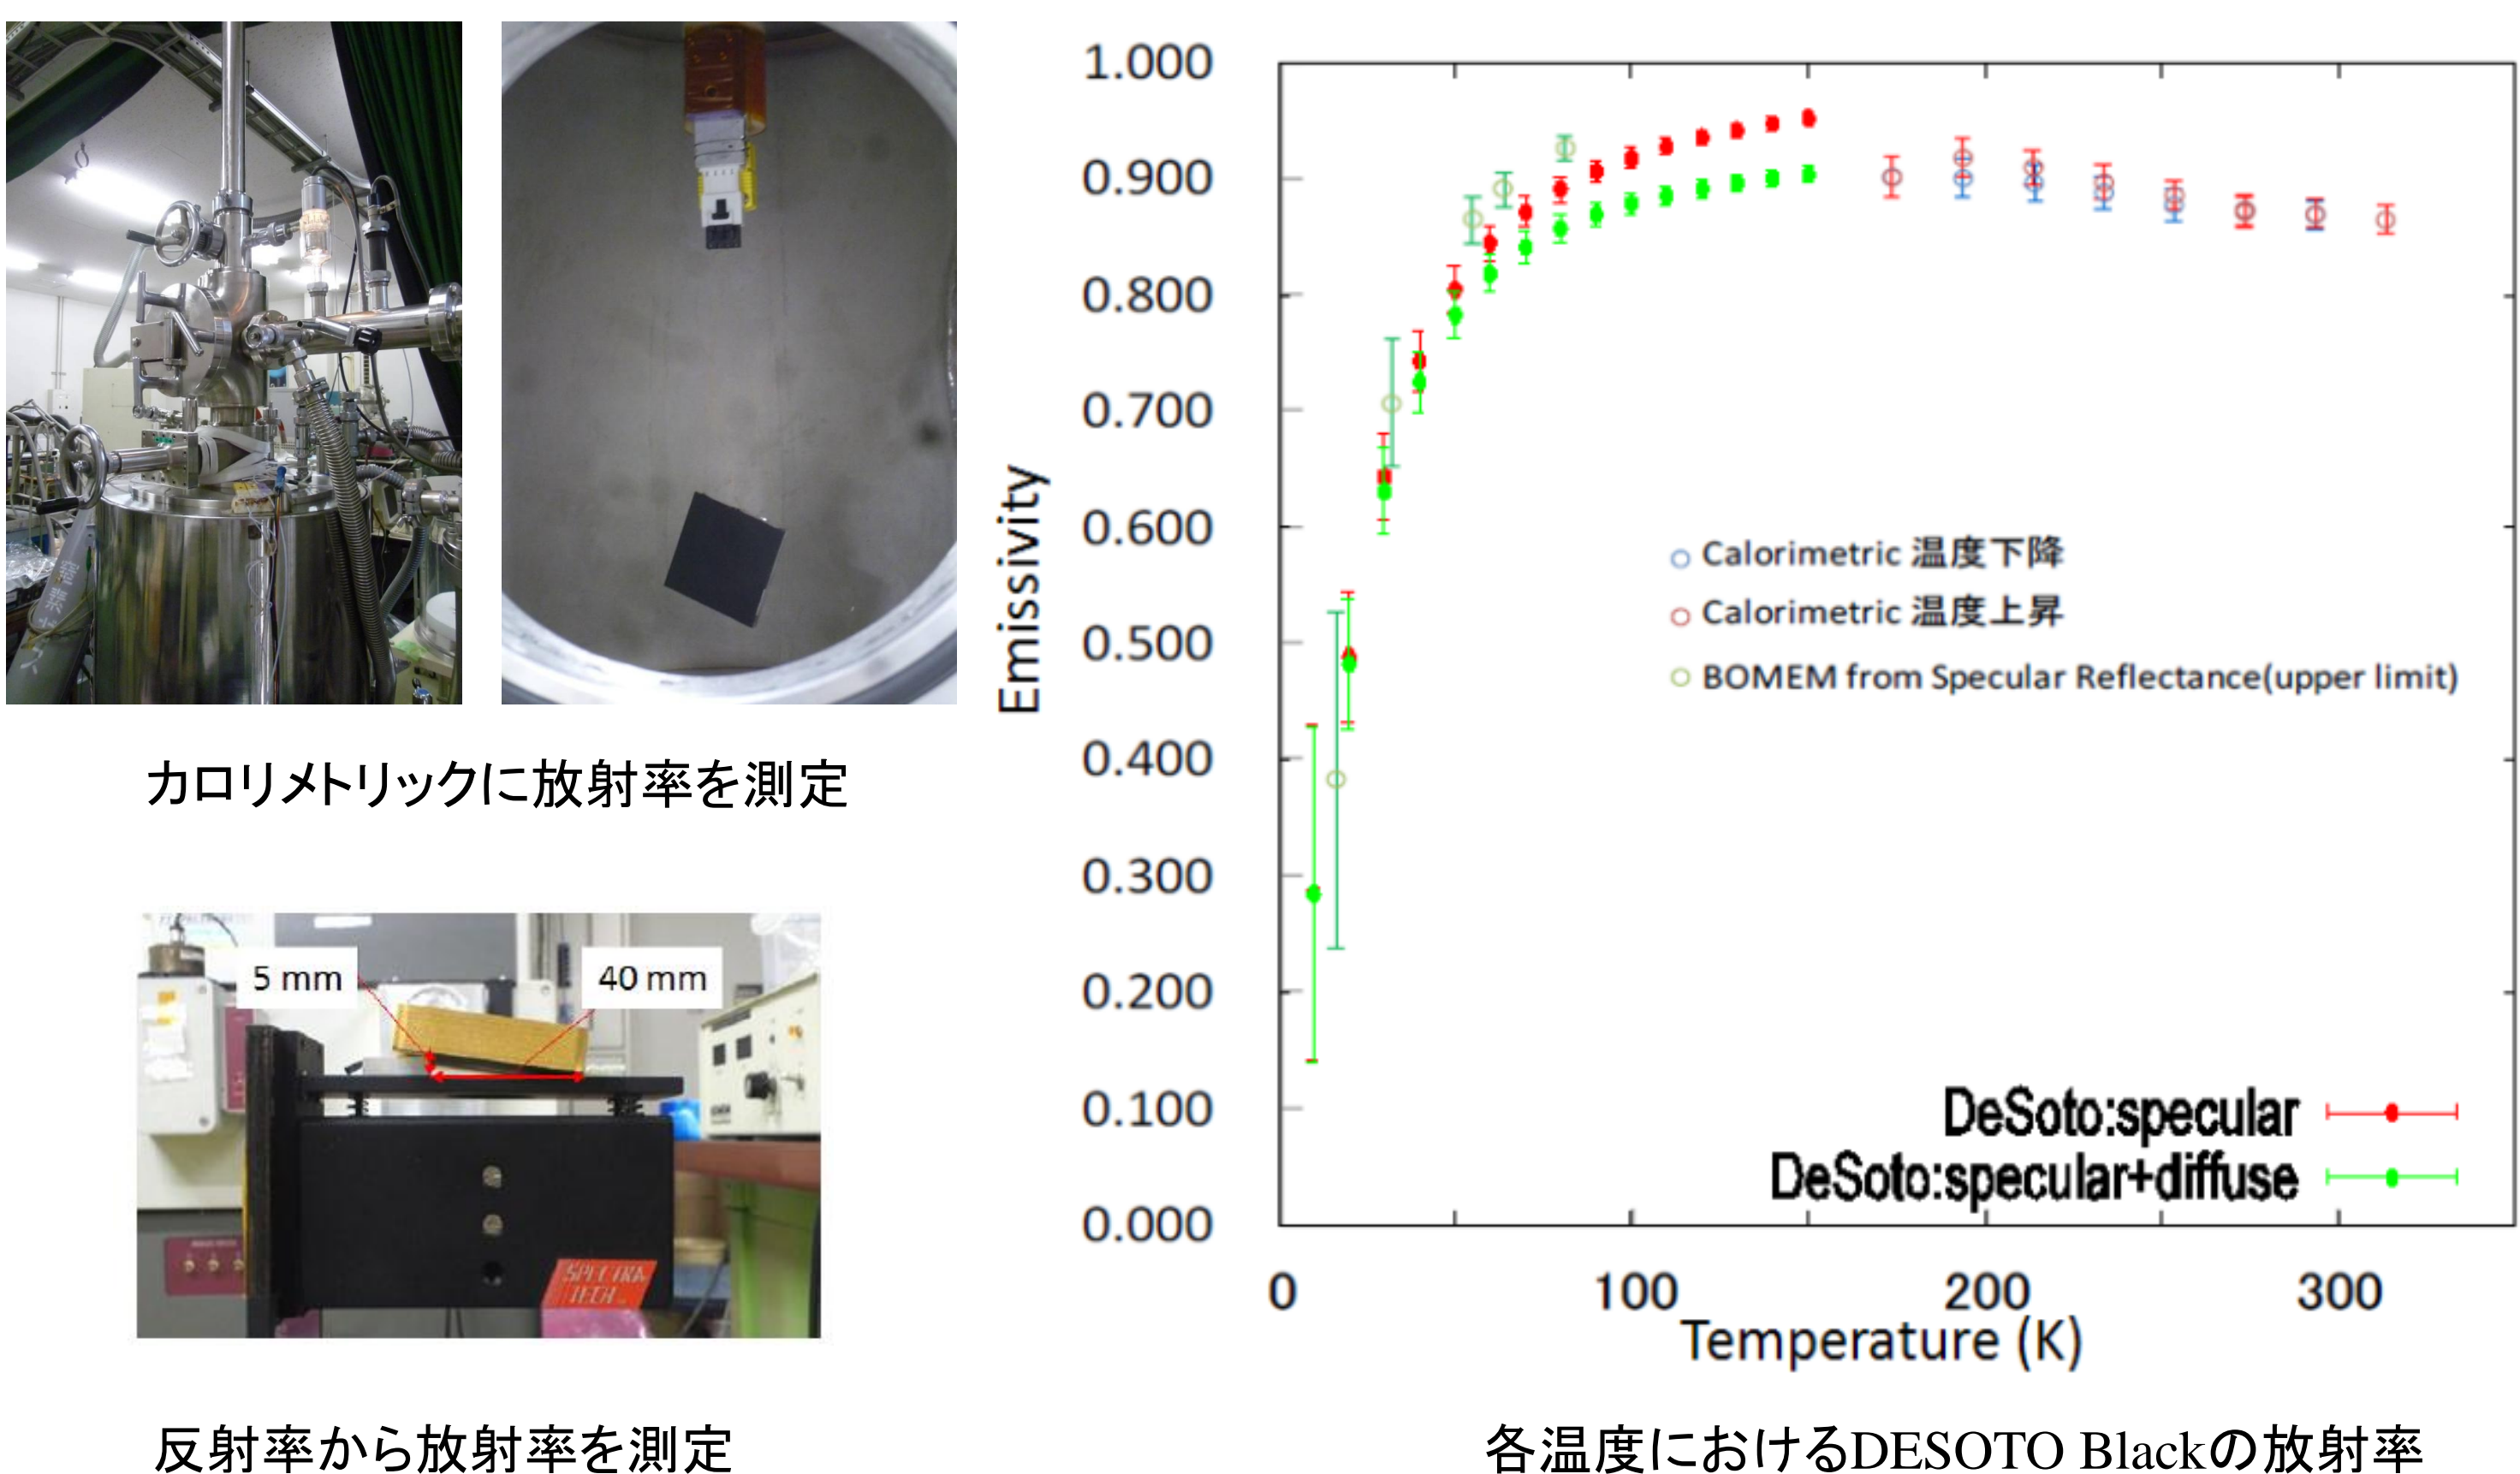 カロリメトリックに放射率を測定
5 mm
40 mm
SPECTRA
TECH
反射率から放射率を測定
1.000
0.900
0.800
0.700
0.600
0.500
0.400
0.300
0.200
0.100
0.000
Emissivity
Calorimetric 温度下降
Calorimetric 温度上昇
BOMEM from Specular Reflectance(upper limit)
DeSoto:specular
DeSoto:specular+diffuse
0
100
200
300
Temperature (K)
各温度におけるDESOTO Blackの放射率